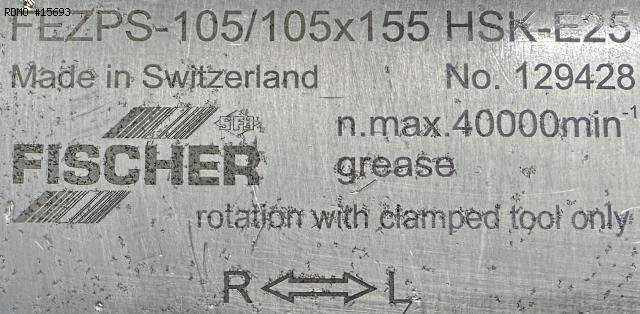 RDMO #15693
FEZPS-105/105x155 HSK-E25
Made in Switzerland No. 129428
SFJ
n.max.40000min-1
FISCHER
grease
rotation with clamped tool only
R L